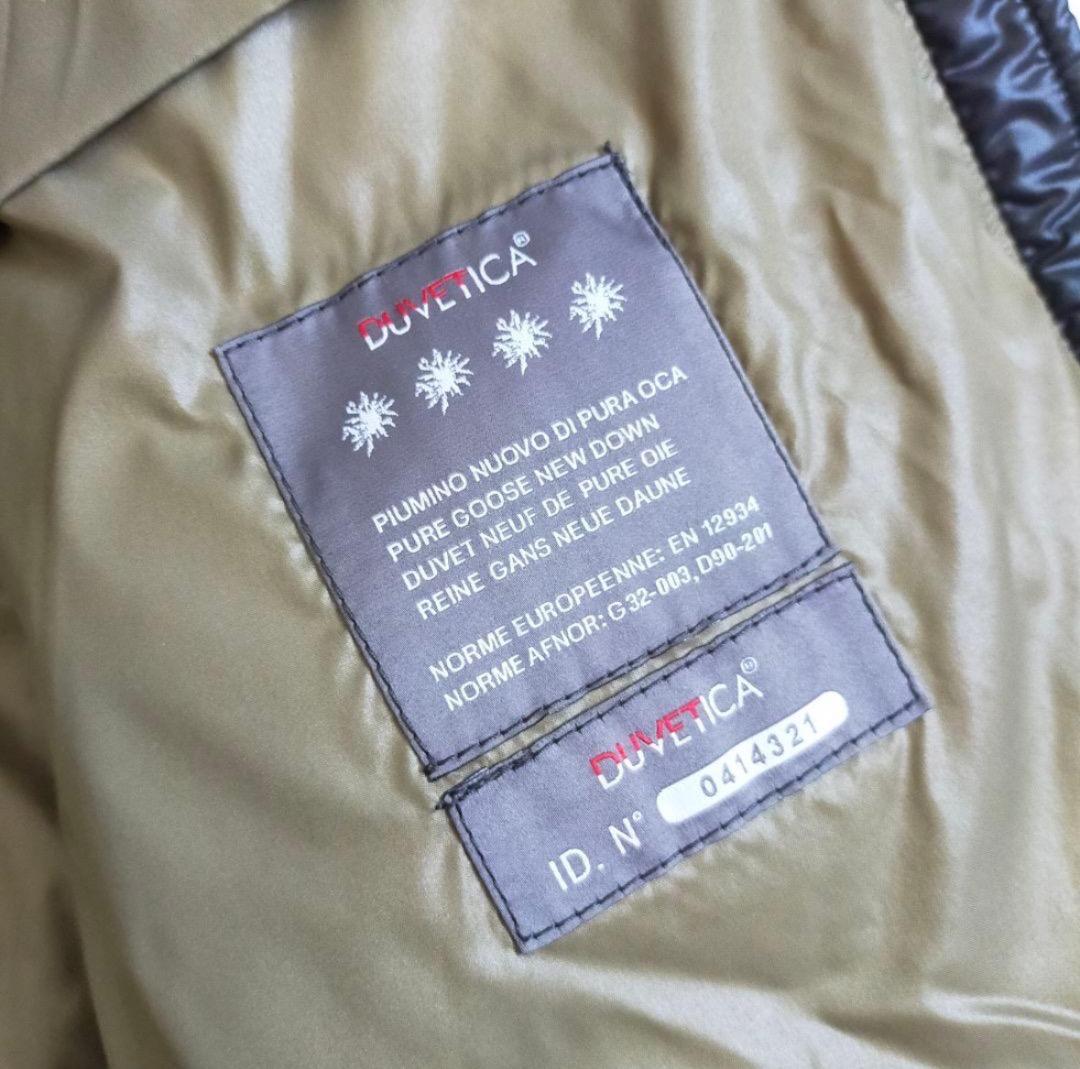 DUVETICA®
PIUMINO NUOVO DI PURA OCA
PURE GOOSE NEW DOWN
DUVET NEUF DE PURE OIE
REINE GANS NEUE DAUNE
NORME EUROPEENNE: EN 12934
NORME AFNOR: G32-003, D90-201
DUVETICA®
ID. N° 0414321